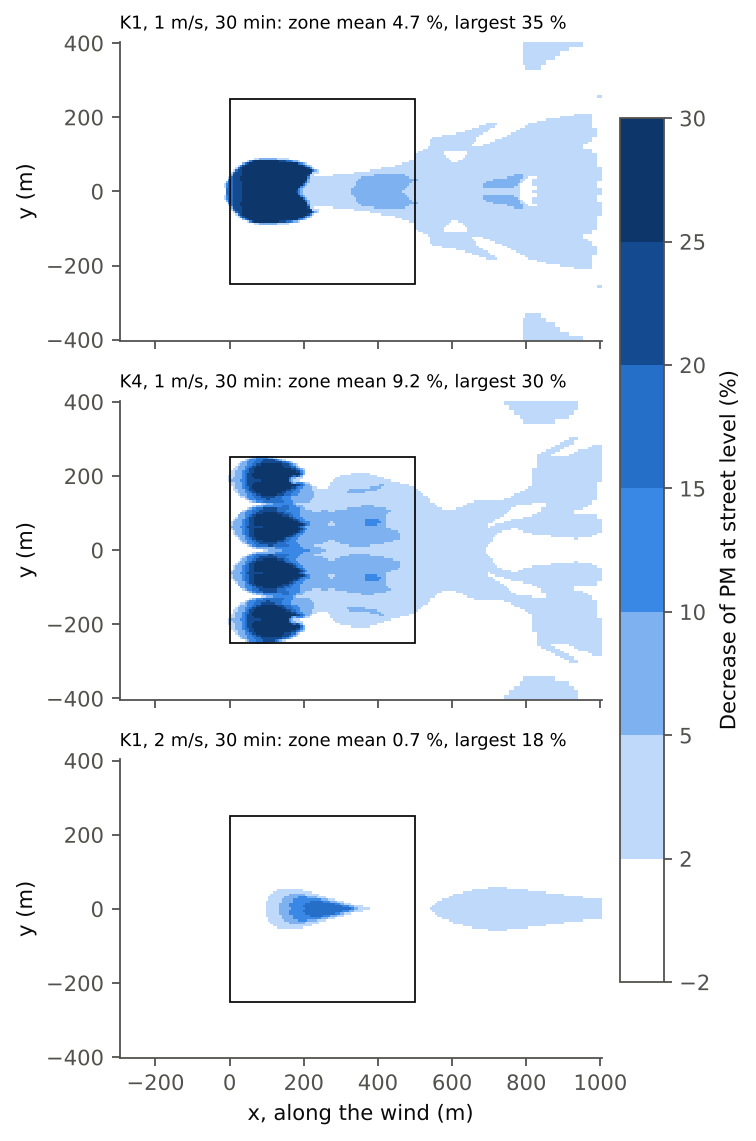 K1, 1 m/s, 30 min: zone mean 4.7 %, largest 35 %
400
200
0
−200
−400
y (m)
K4, 1 m/s, 30 min: zone mean 9.2 %, largest 30 %
400
200
0
−200
−400
y (m)
K1, 2 m/s, 30 min: zone mean 0.7 %, largest 18 %
400
200
0
−200
−400
y (m)
−200 0 200 400 600 800 1000
x, along the wind (m)
30
25
20
15
10
5
2
−2
Decrease of PM at street level (%)